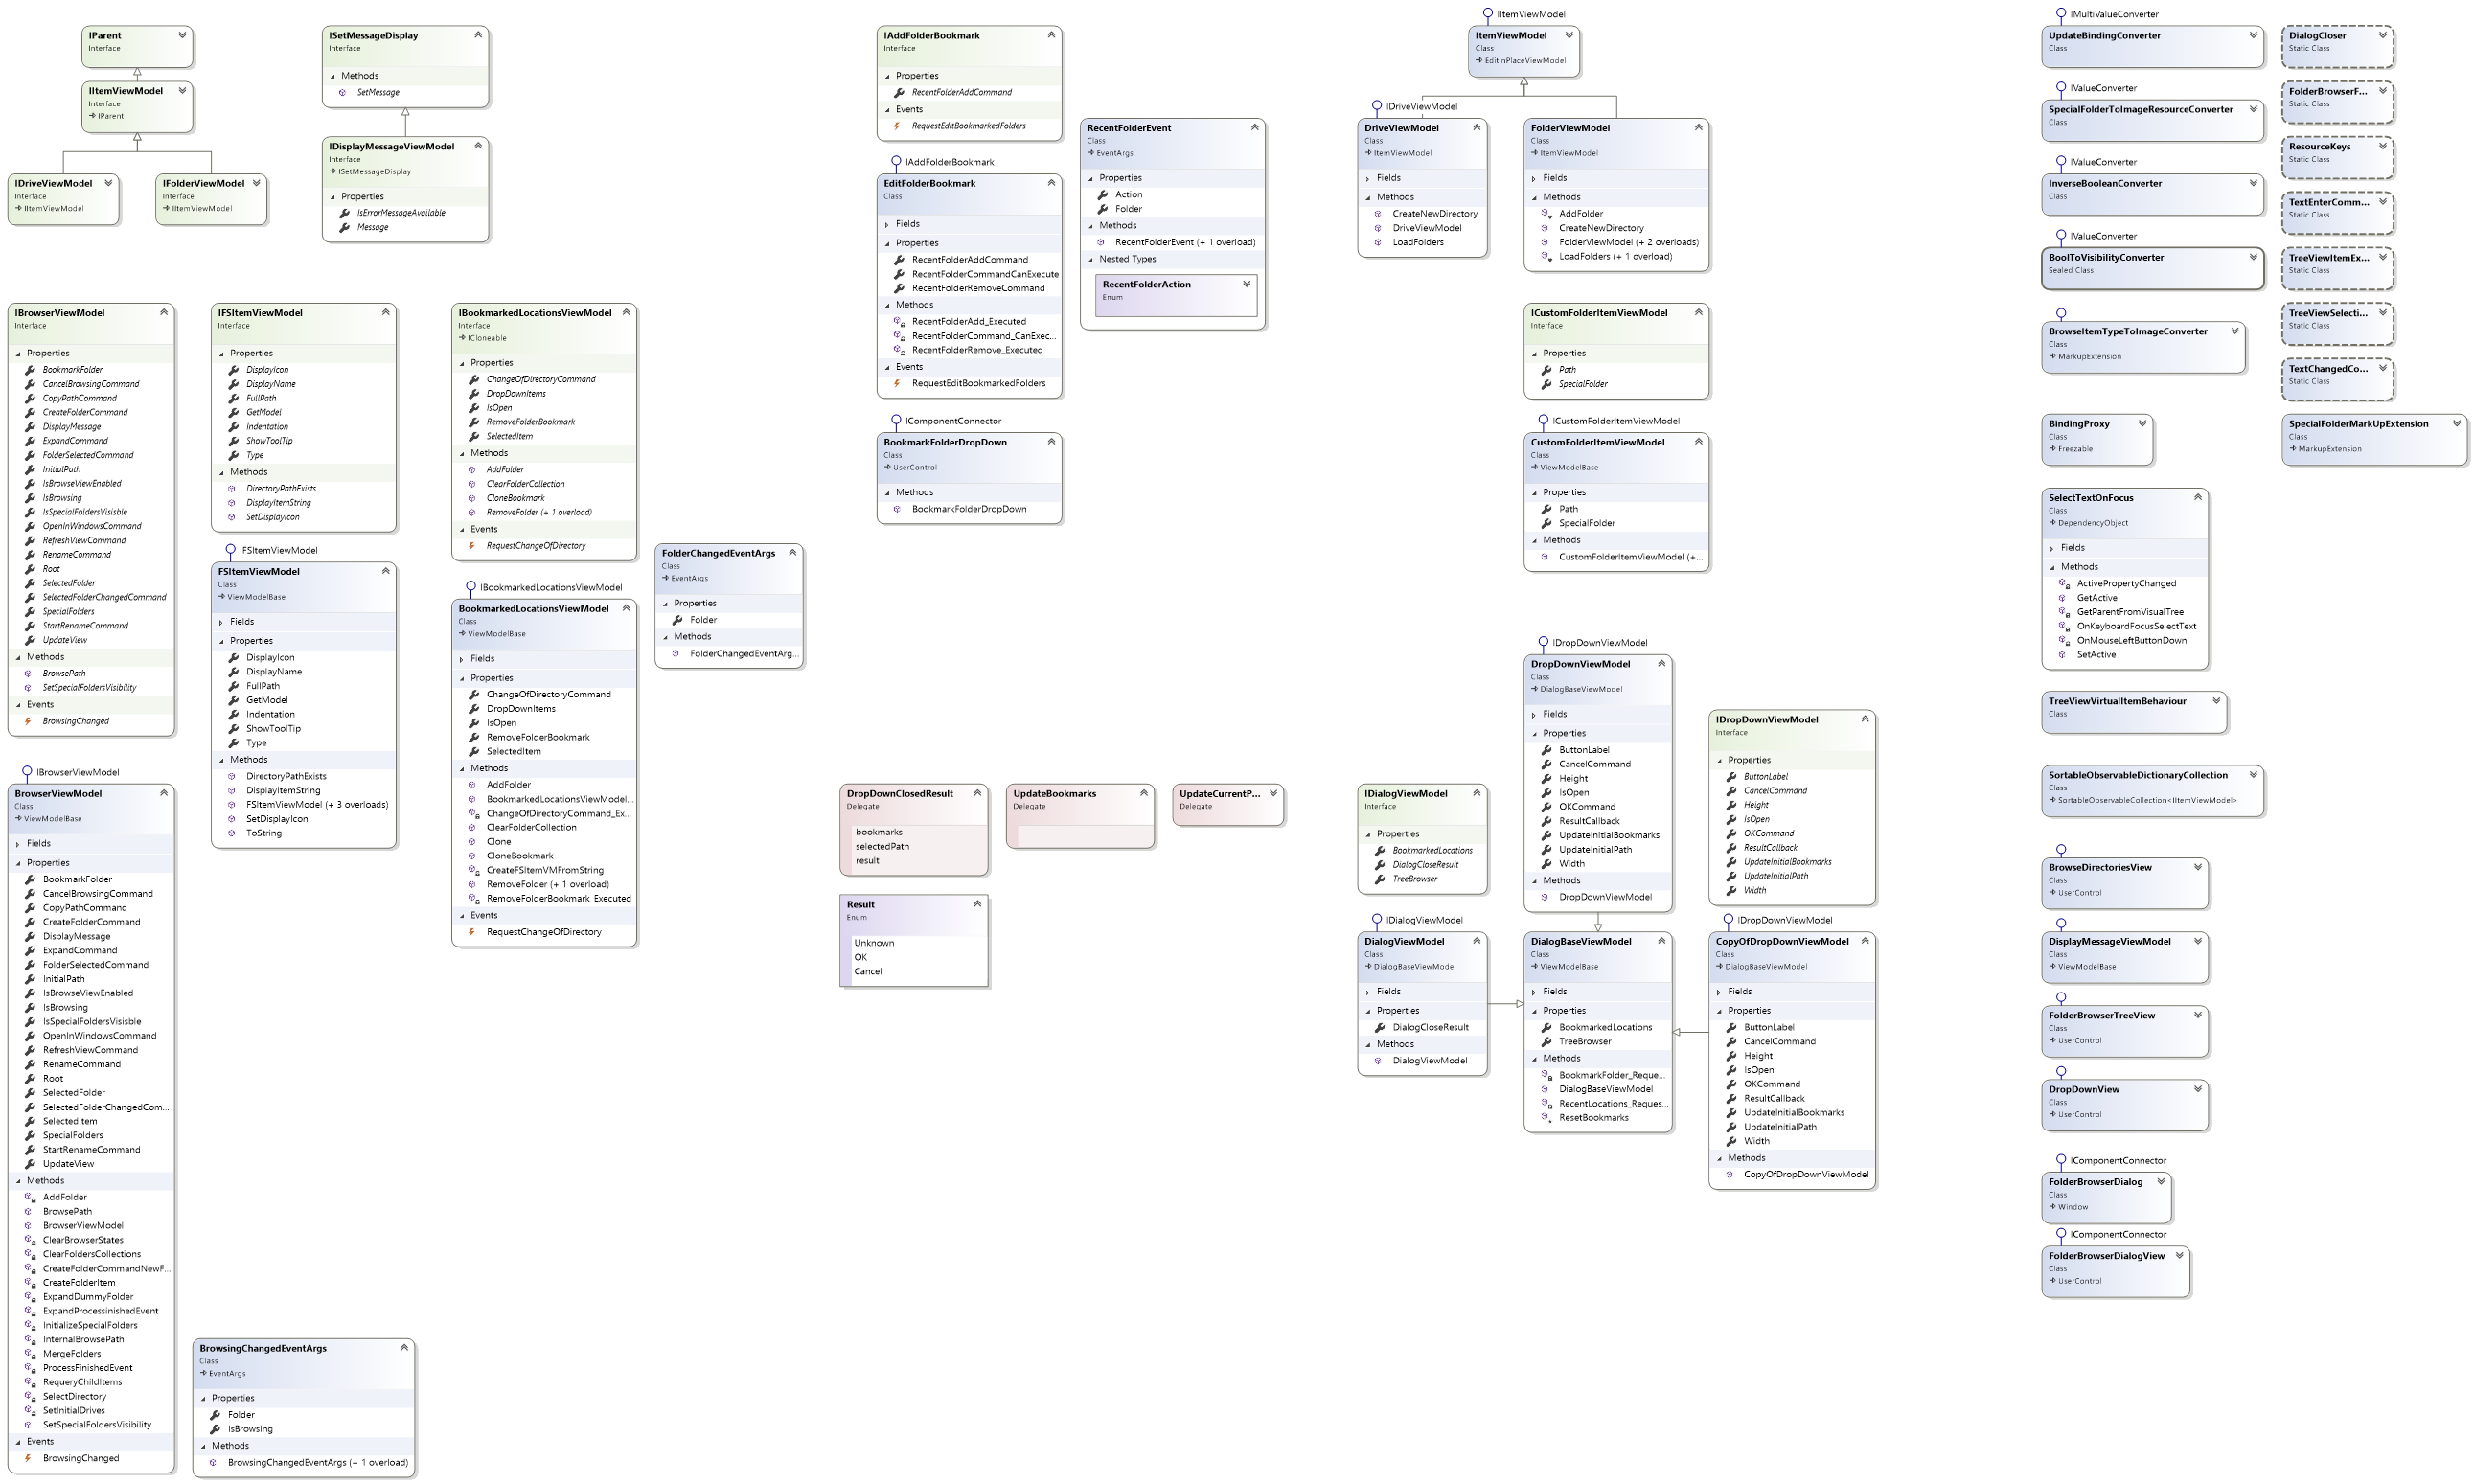 IParent
Interface
IItemViewModel
Interface
IParent
IDriveViewModel
Interface
IItemViewModel
IFolderViewModel
Interface
IItemViewModel
ISetMessageDisplay
Interface
Methods
SetMessage
IDisplayMessageViewModel
Interface
ISetMessageDisplay
Properties
IsErrorMessageAvailable
Message
IBrowserViewModel
Interface
Properties
BookmarkFolder
CancelBrowsingCommand
CopyPathCommand
CreateFolderCommand
DisplayMessage
ExpandCommand
FolderSelectedCommand
InitialPath
IsBrowseViewEnabled
IsBrowsing
IsSpecialFoldersVisisble
OpenInWindowsCommand
RefreshViewCommand
RenameCommand
Root
SelectedFolder
SelectedFolderChangedCommand
SpecialFolders
StartRenameCommand
UpdateView
Methods
BrowsePath
SetSpecialFoldersVisibility
Events
BrowsingChanged
IBrowserViewModel
BrowserViewModel
Class
ViewModelBase
Fields
Properties
BookmarkFolder
CancelBrowsingCommand
CopyPathCommand
CreateFolderCommand
DisplayMessage
ExpandCommand
FolderSelectedCommand
InitialPath
IsBrowseViewEnabled
IsBrowsing
IsSpecialFoldersVisisble
OpenInWindowsCommand
RefreshViewCommand
RenameCommand
Root
SelectedFolder
SelectedFolderChangedCom...
SelectedItem
SpecialFolders
StartRenameCommand
UpdateView
Methods
AddFolder
BrowsePath
BrowserViewModel
ClearBrowserStates
ClearFoldersCollections
CreateFolderCommandNewF...
CreateFolderItem
ExpandDummyFolder
ExpandProcessinishedEvent
InitializeSpecialFolders
InternalBrowsePath
MergeFolders
ProcessFinishedEvent
RequeryChildItems
SelectDirectory
SetInitialDrives
SetSpecialFoldersVisibility
Events
BrowsingChanged
IFSItemViewModel
Interface
Properties
DisplayIcon
DisplayName
FullPath
GetModel
Indentation
ShowToolTip
Type
Methods
DirectoryPathExists
DisplayItemString
SetDisplayIcon
IFSItemViewModel
FSItemViewModel
Class
ViewModelBase
Fields
Properties
DisplayIcon
DisplayName
FullPath
GetModel
Indentation
ShowToolTip
Type
Methods
DirectoryPathExists
DisplayItemString
FSItemViewModel (+ 3 overloads)
SetDisplayIcon
ToString
BrowsingChangedEventArgs
Class
EventArgs
Properties
Folder
IsBrowsing
Methods
BrowsingChangedEventArgs (+ 1 overload)
IBookmarkedLocationsViewModel
Interface
ICloneable
Properties
ChangeOfDirectoryCommand
DropDownItems
IsOpen
RemoveFolderBookmark
SelectedItem
Methods
AddFolder
ClearFolderCollection
CloneBookmark
RemoveFolder (+ 1 overload)
Events
RequestChangeOfDirectory
IBookmarkedLocationsViewModel
BookmarkedLocationsViewModel
Class
ViewModelBase
Fields
Properties
ChangeOfDirectoryCommand
DropDownItems
IsOpen
RemoveFolderBookmark
SelectedItem
Methods
AddFolder
BookmarkedLocationsViewModel...
ChangeOfDirectoryCommand_Ex...
ClearFolderCollection
Clone
CloneBookmark
CreateFSItemVMFromString
RemoveFolder (+ 1 overload)
RemoveFolderBookmark_Executed
Events
RequestChangeOfDirectory
FolderChangedEventArgs
Class
EventArgs
Properties
Folder
Methods
FolderChangedEventArg...
IAddFolderBookmark
Interface
Properties
RecentFolderAddCommand
Events
RequestEditBookmarkedFolders
IAddFolderBookmark
EditFolderBookmark
Class
Fields
Properties
RecentFolderAddCommand
RecentFolderCommandCanExecute
RecentFolderRemoveCommand
Methods
RecentFolderAdd_Executed
RecentFolderCommand_CanExec...
RecentFolderRemove_Executed
Events
RequestEditBookmarkedFolders
IComponentConnector
BookmarkFolderDropDown
Class
UserControl
Methods
BookmarkFolderDropDown
RecentFolderEvent
Class
EventArgs
Properties
Action
Folder
Methods
RecentFolderEvent (+ 1 overload)
Nested Types
RecentFolderAction
Enum
DropDownClosedResult
Delegate
bookmarks
selectedPath
result
UpdateBookmarks
Delegate
UpdateCurrentP...
Delegate
Result
Enum
Unknown
OK
Cancel
IItemViewModel
ItemViewModel
Class
EditInPlaceViewModel
IDriveViewModel
DriveViewModel
Class
ItemViewModel
Fields
Methods
CreateNewDirectory
DriveViewModel
LoadFolders
FolderViewModel
Class
ItemViewModel
Fields
Methods
AddFolder
CreateNewDirectory
FolderViewModel (+ 2 overloads)
LoadFolders (+ 1 overload)
ICustomFolderItemViewModel
Interface
Properties
Path
SpecialFolder
ICustomFolderItemViewModel
CustomFolderItemViewModel
Class
ViewModelBase
Properties
Path
SpecialFolder
Methods
CustomFolderItemViewModel (+...
IDropDownViewModel
DropDownViewModel
Class
DialogBaseViewModel
Fields
Properties
ButtonLabel
CancelCommand
Height
IsOpen
OKCommand
ResultCallback
UpdateInitialBookmarks
UpdateInitialPath
Width
Methods
DropDownViewModel
IDropDownViewModel
Interface
Properties
ButtonLabel
CancelCommand
Height
IsOpen
OKCommand
ResultCallback
UpdateInitialBookmarks
UpdateInitialPath
Width
IDialogViewModel
Interface
Properties
BookmarkedLocations
DialogCloseResult
TreeBrowser
IDialogViewModel
DialogViewModel
Class
DialogBaseViewModel
Fields
Properties
DialogCloseResult
Methods
DialogViewModel
DialogBaseViewModel
Class
ViewModelBase
Fields
Properties
BookmarkedLocations
TreeBrowser
Methods
BookmarkFolder_Reque...
DialogBaseViewModel
RecentLocations_Reques...
ResetBookmarks
IDropDownViewModel
CopyOfDropDownViewModel
Class
DialogBaseViewModel
Fields
Properties
ButtonLabel
CancelCommand
Height
IsOpen
OKCommand
ResultCallback
UpdateInitialBookmarks
UpdateInitialPath
Width
Methods
CopyOfDropDownViewModel
IMultiValueConverter
UpdateBindingConverter
Class
IValueConverter
SpecialFolderToImageResourceConverter
Class
IValueConverter
InverseBooleanConverter
Class
IValueConverter
BoolToVisibilityConverter
Sealed Class
BrowseItemTypeToImageConverter
Class
MarkupExtension
BindingProxy
Class
Freezable
SelectTextOnFocus
Class
DependencyObject
Fields
Methods
ActivePropertyChanged
GetActive
GetParentFromVisualTree
OnKeyboardFocusSelectText
OnMouseLeftButtonDown
SetActive
TreeViewVirtualItemBehaviour
Class
SortableObservableDictionaryCollection
Class
SortableObservableCollection<IItemViewModel>
BrowseDirectoriesView
Class
UserControl
DisplayMessageViewModel
Class
ViewModelBase
FolderBrowserTreeView
Class
UserControl
DropDownView
Class
UserControl
IComponentConnector
FolderBrowserDialog
Class
Window
IComponentConnector
FolderBrowserDialogView
Class
UserControl
DialogCloser
Static Class
FolderBrowserF...
Static Class
ResourceKeys
Static Class
TextEnterComm...
Static Class
TreeViewItemEx...
Static Class
TreeViewSelecti...
Static Class
TextChangedCo...
Static Class
SpecialFolderMarkUpExtension
Class
MarkupExtension